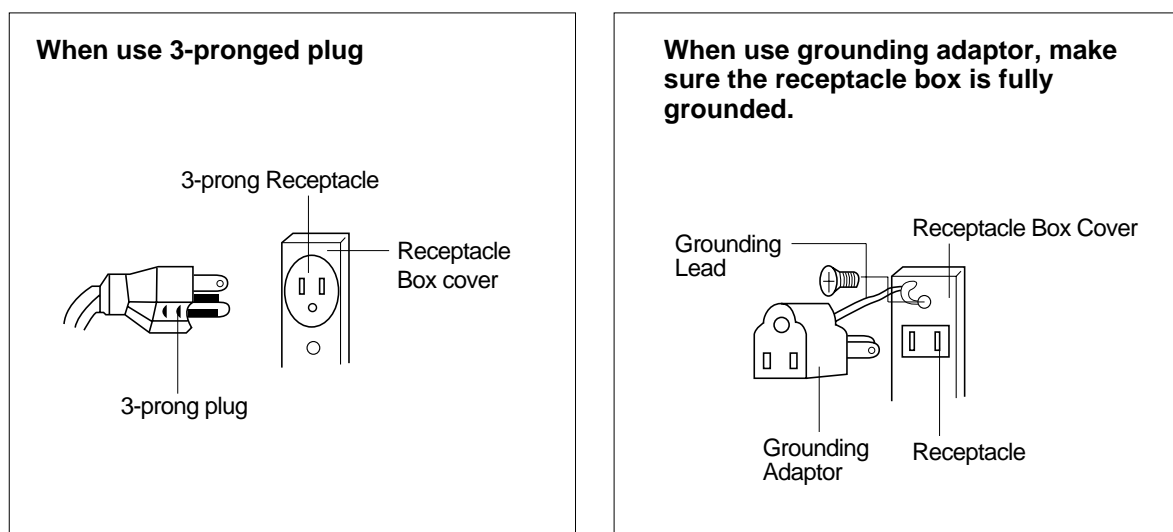 When use 3-pronged plug
3-prong Receptacle
Receptacle
Box cover
3-prong plug
When use grounding adaptor, make
sure the receptacle box is fully
grounded.
Grounding
Lead
Receptacle Box Cover
Grounding
Adaptor
Receptacle